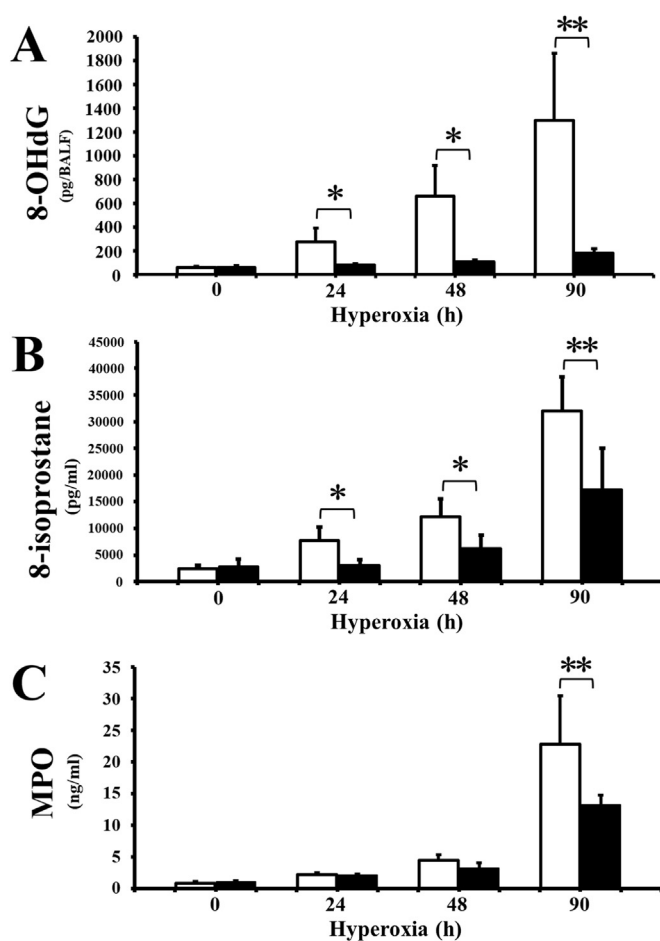 A
8-OHdG
(pg/BALF)
2000
1800
1600
1400
1200
1000
800
600
400
200
0
*
*
**
0 24 48 90
Hyperoxia (h)
B
8-isoprostane
(pg/ml)
45000
40000
35000
30000
25000
20000
15000
10000
5000
0
*
*
**
0 24 48 90
Hyperoxia (h)
C
MPO
(ng/ml)
35
30
25
20
15
10
5
0
**
0 24 48 90
Hyperoxia (h)